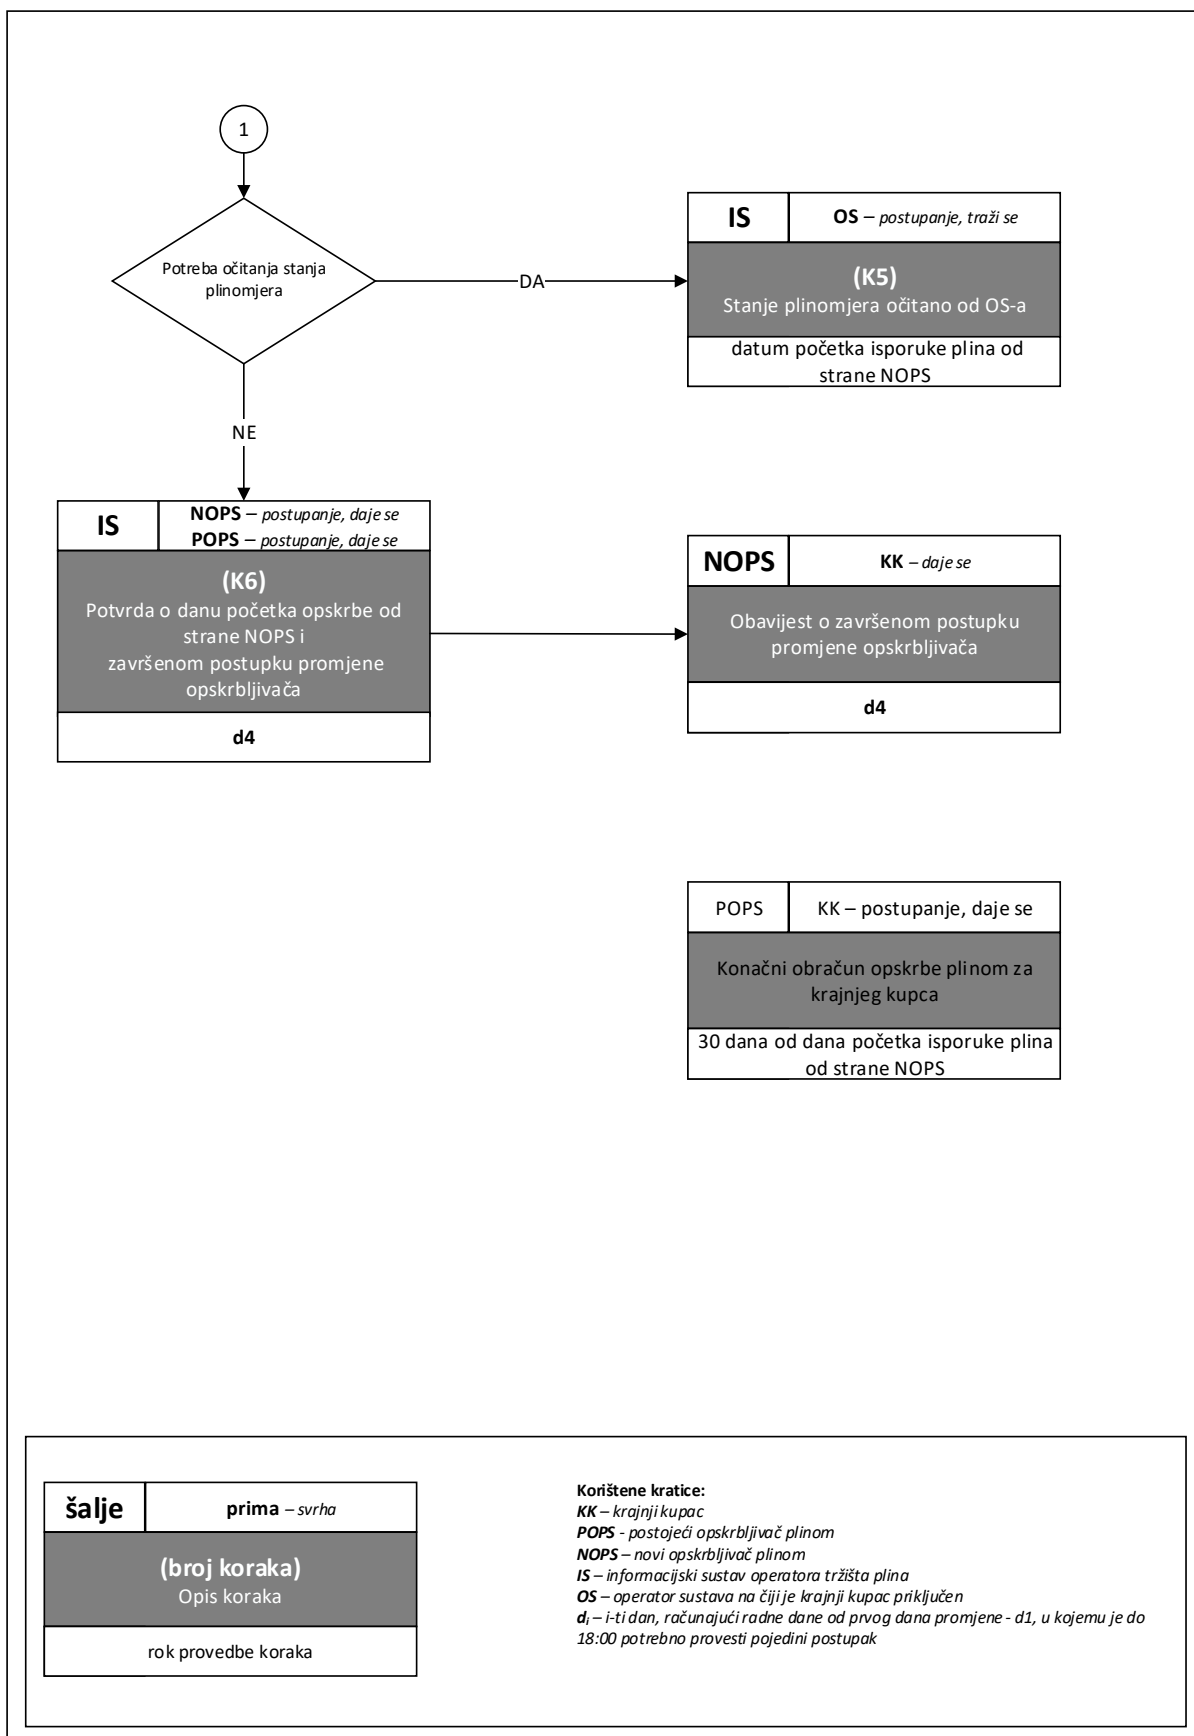 1
Potreba očitanja stanja
plinomjera
DA
NE
IS
OS – postupanje, traži se
(K5)
Stanje plinomjera očitano od OS-a
datum početka isporuke plina od
strane NOPS
IS
NOPS – postupanje, daje se
POPS – postupanje, daje se
(K6)
Potvrda o danu početka opskrbe od
strane NOPS i
završenom postupku promjene
opskrbljivača
d4
NOPS
KK – daje se
Obavijest o završenom postupku
promjene opskrbljivača
d4
POPS
KK – postupanje, daje se
Konačni obračun opskrbe plinom za
krajnjeg kupca
30 dana od dana početka isporuke plina
od strane NOPS
šalje
prima – svrha
(broj koraka)
Opis koraka
rok provedbe koraka
Korištene kratice:
KK – krajnji kupac
POPS - postojeći opskrbljivač plinom
NOPS – novi opskrbljivač plinom
IS – informacijski sustav operatora tržišta plina
OS – operator sustava na čiji je krajnji kupac priključen
di – i-ti dan, računajući radne dane od prvog dana promjene - d1, u kojemu je do
18:00 potrebno provesti pojedini postupak